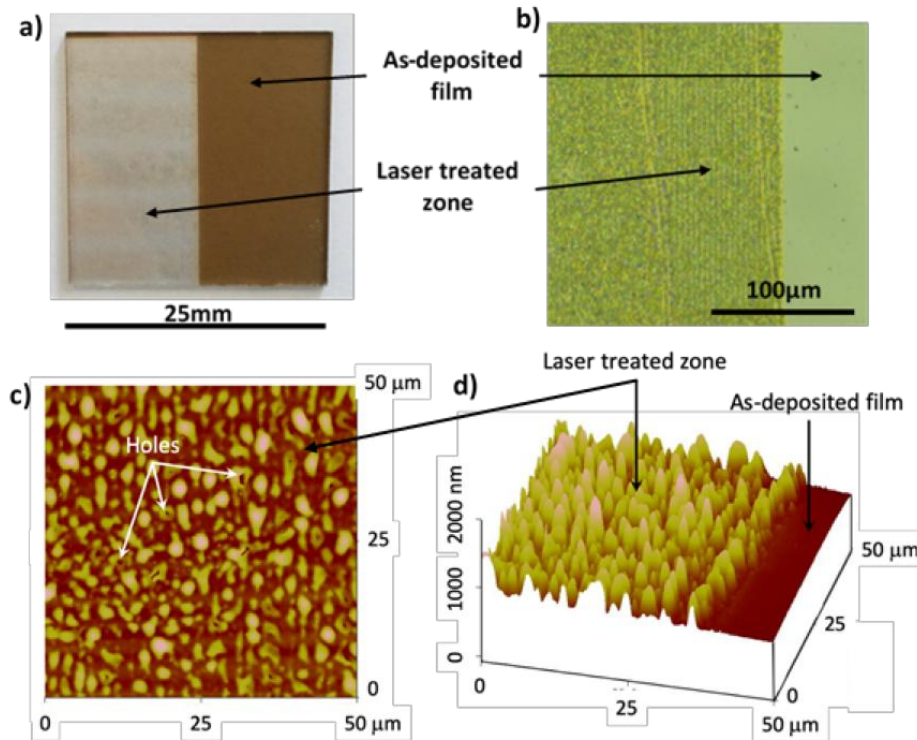 a)
b)
As-deposited
film
Laser treated
zone
25mm
100μm
c)
Holes
50 μm
25
0
0
25
50 μm
Laser treated zone
d)
As-deposited film
2000 nm
1000
0
0
25
50 μm
0
25
50 μm